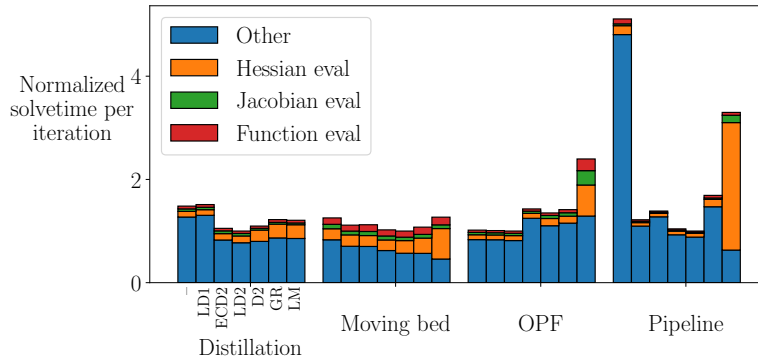 Normalized
solvetime per
iteration
4
2
0
Other
Hessian eval
Jacobian eval
Function eval
–
LD1
ECD2
LD2
D2
GR
LM
Distillation
Moving bed
OPF
Pipeline